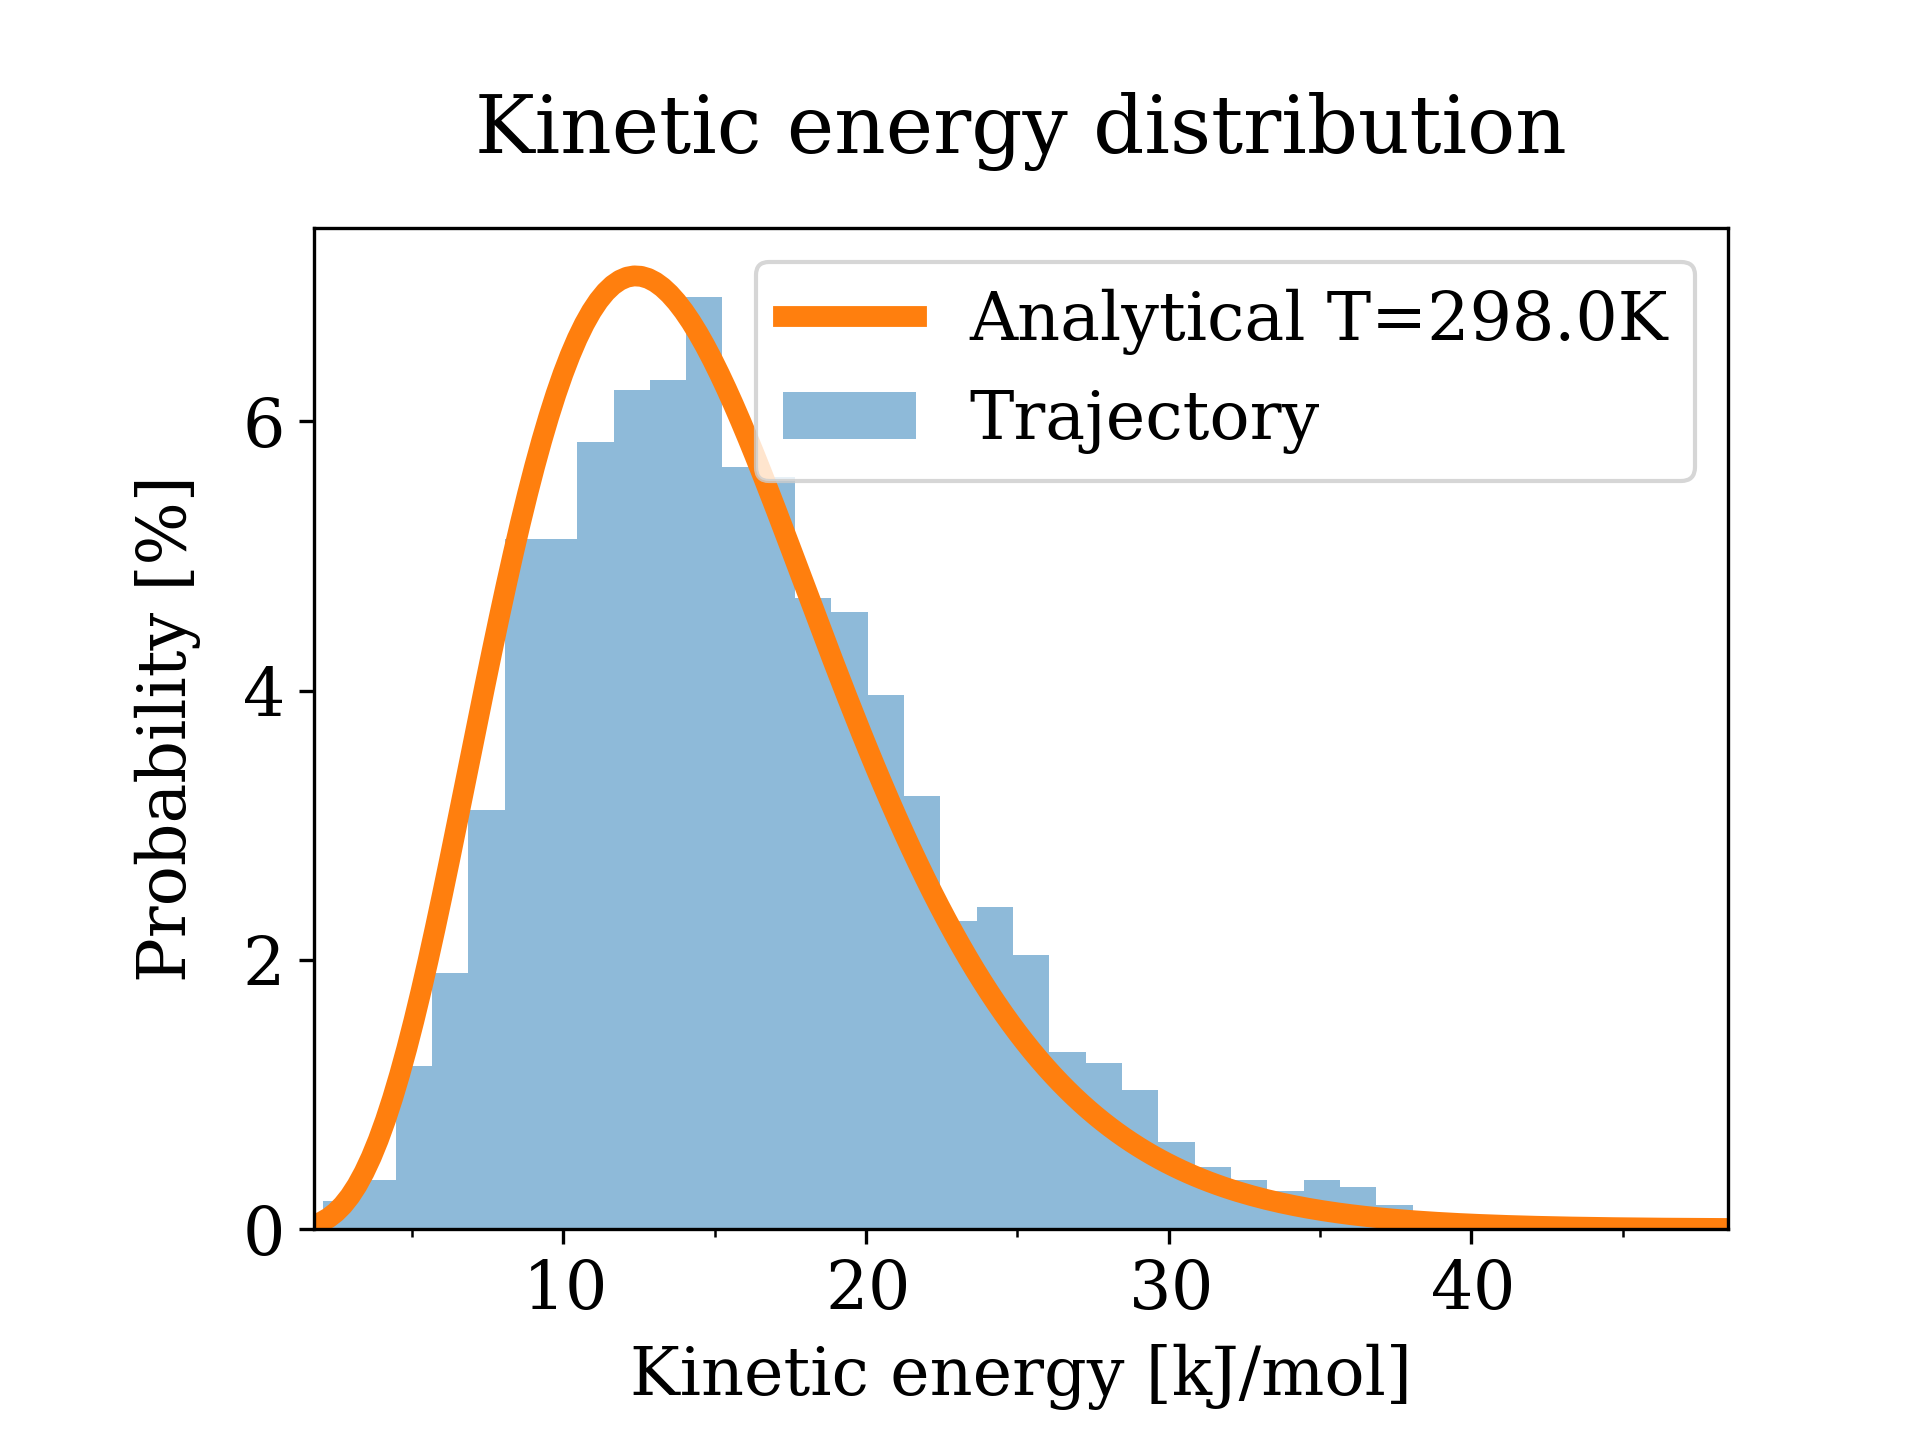 Kinetic energy distribution
Analytical T=298.0K
Trajectory
Probability [%]
6
4
2
0
10 20 30 40
Kinetic energy [kJ/mol]